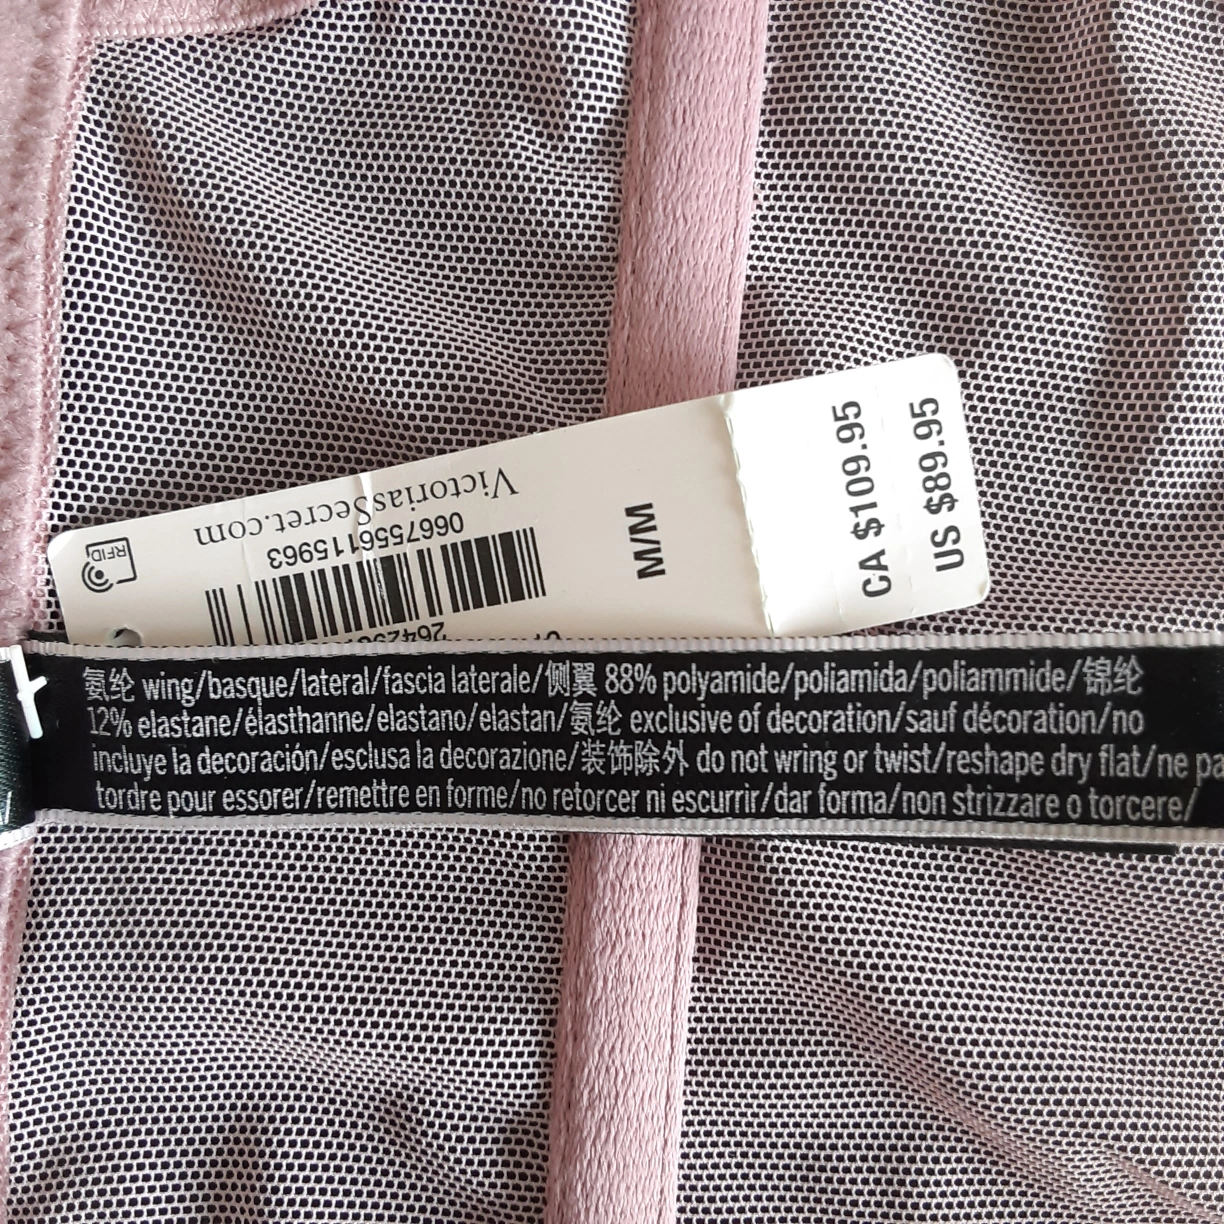 CA $109.95
US $89.95
M/M
VictoriasSecret.com
0667556115963
RFID
氨纶 wing/basque/lateral/fascia laterale/侧翼 88% polyamide/poliamida/poliammide/锦纶
12% elastane/élasthanne/elastano/elastan/氨纶 exclusive of decoration/sauf décoration/no
incluye la decoración/esclusa la decorazione/装饰除外 do not wring or twist/reshape dry flat/ne pa
tordre pour essorer/remettre en forme/no retorcer ni escurrir/dar forma/non strizzare o torcere/